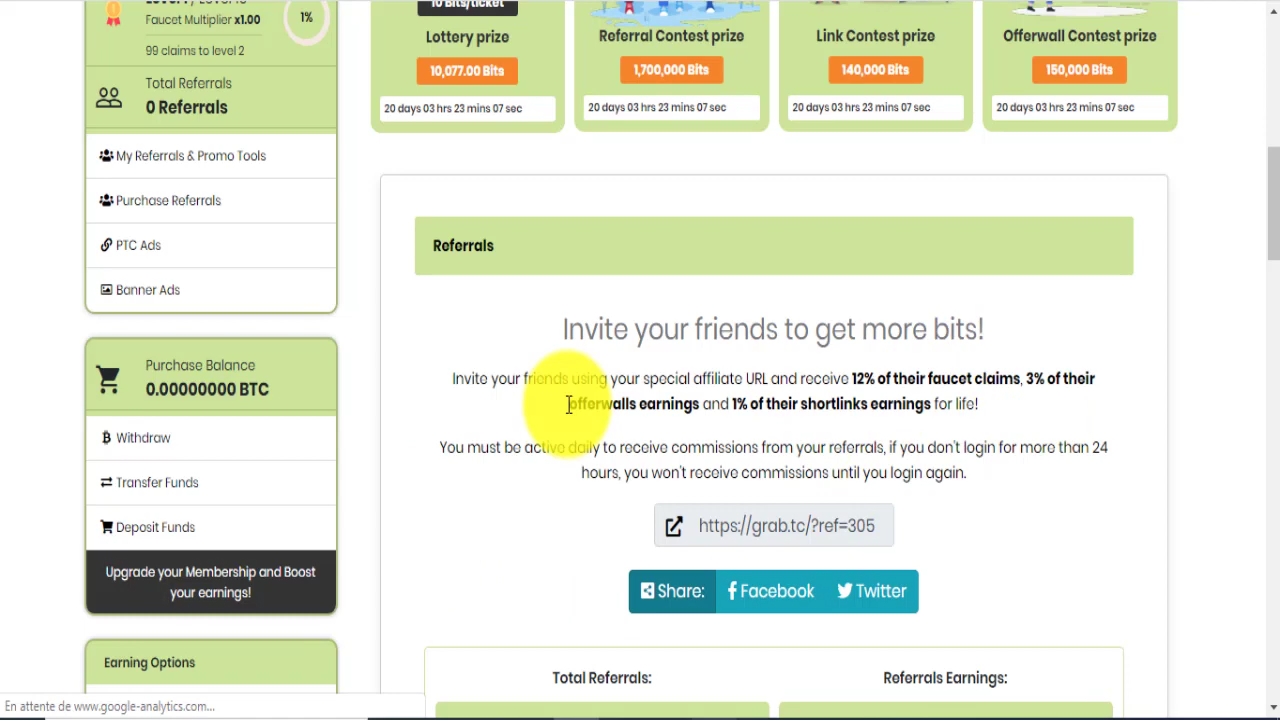 Faucet Multiplier x1.00
1%
99 claims to level 2
Total Referrals
0 Referrals
My Referrals & Promo Tools
Purchase Referrals
PTC Ads
Banner Ads
Purchase Balance
0.00000000 BTC
Withdraw
Transfer Funds
Deposit Funds
Upgrade your Membership and Boost
your earnings!
Earning Options
10 Bits/ticket
Lottery prize
10,077.00 Bits
20 days 03 hrs 23 mins 07 sec
Referral Contest prize
1,700,000 Bits
20 days 03 hrs 23 mins 07 sec
Link Contest prize
140,000 Bits
20 days 03 hrs 23 mins 07 sec
Offerwall Contest prize
150,000 Bits
20 days 03 hrs 23 mins 07 sec
Referrals
Invite your friends to get more bits!
Invite your friends using your special affiliate URL and receive 12% of their faucet claims, 3% of their
offerwalls earnings and 1% of their shortlinks earnings for life!
You must be active daily to receive commissions from your referrals, if you don't login for more than 24
hours, you won't receive commissions until you login again.
https://grab.tc/?ref=305
Share: Facebook Twitter
Total Referrals:
Referrals Earnings:
En attente de www.google-analytics.com...